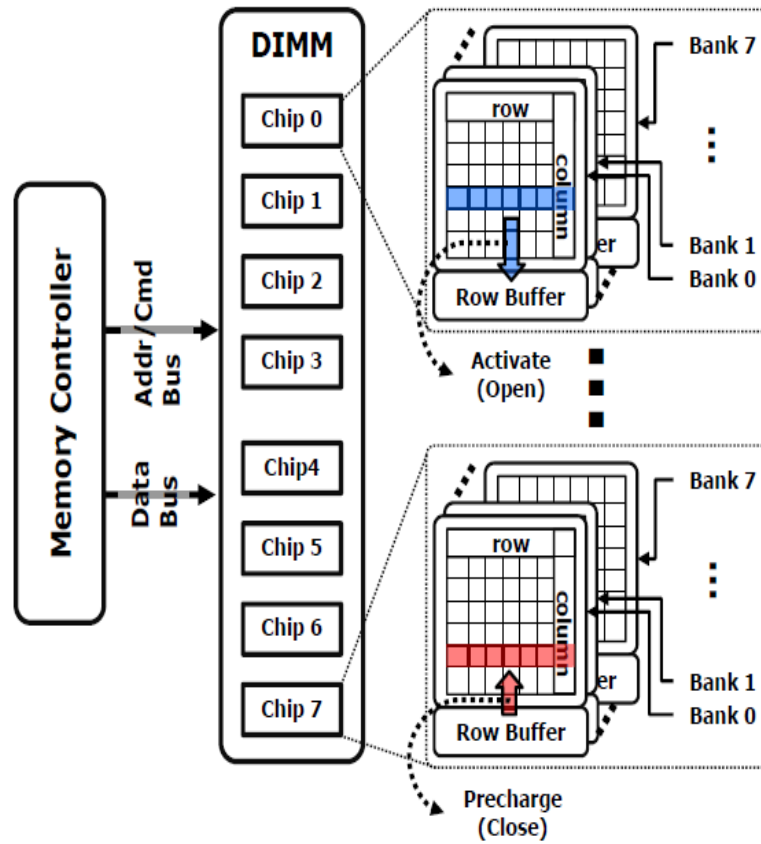 DIMM
Chip 0
Chip 1
Chip 2
Chip 3
Chip4
Chip 5
Chip 6
Chip 7
Memory Controller
Addr/Cmd
Bus
Data
Bus
row
column
Row Buffer
Bank 7
...
Bank 1
Bank 0
Activate
(Open)
row
column
Row Buffer
Bank 7
...
Bank 1
Bank 0
Precharge
(Close)